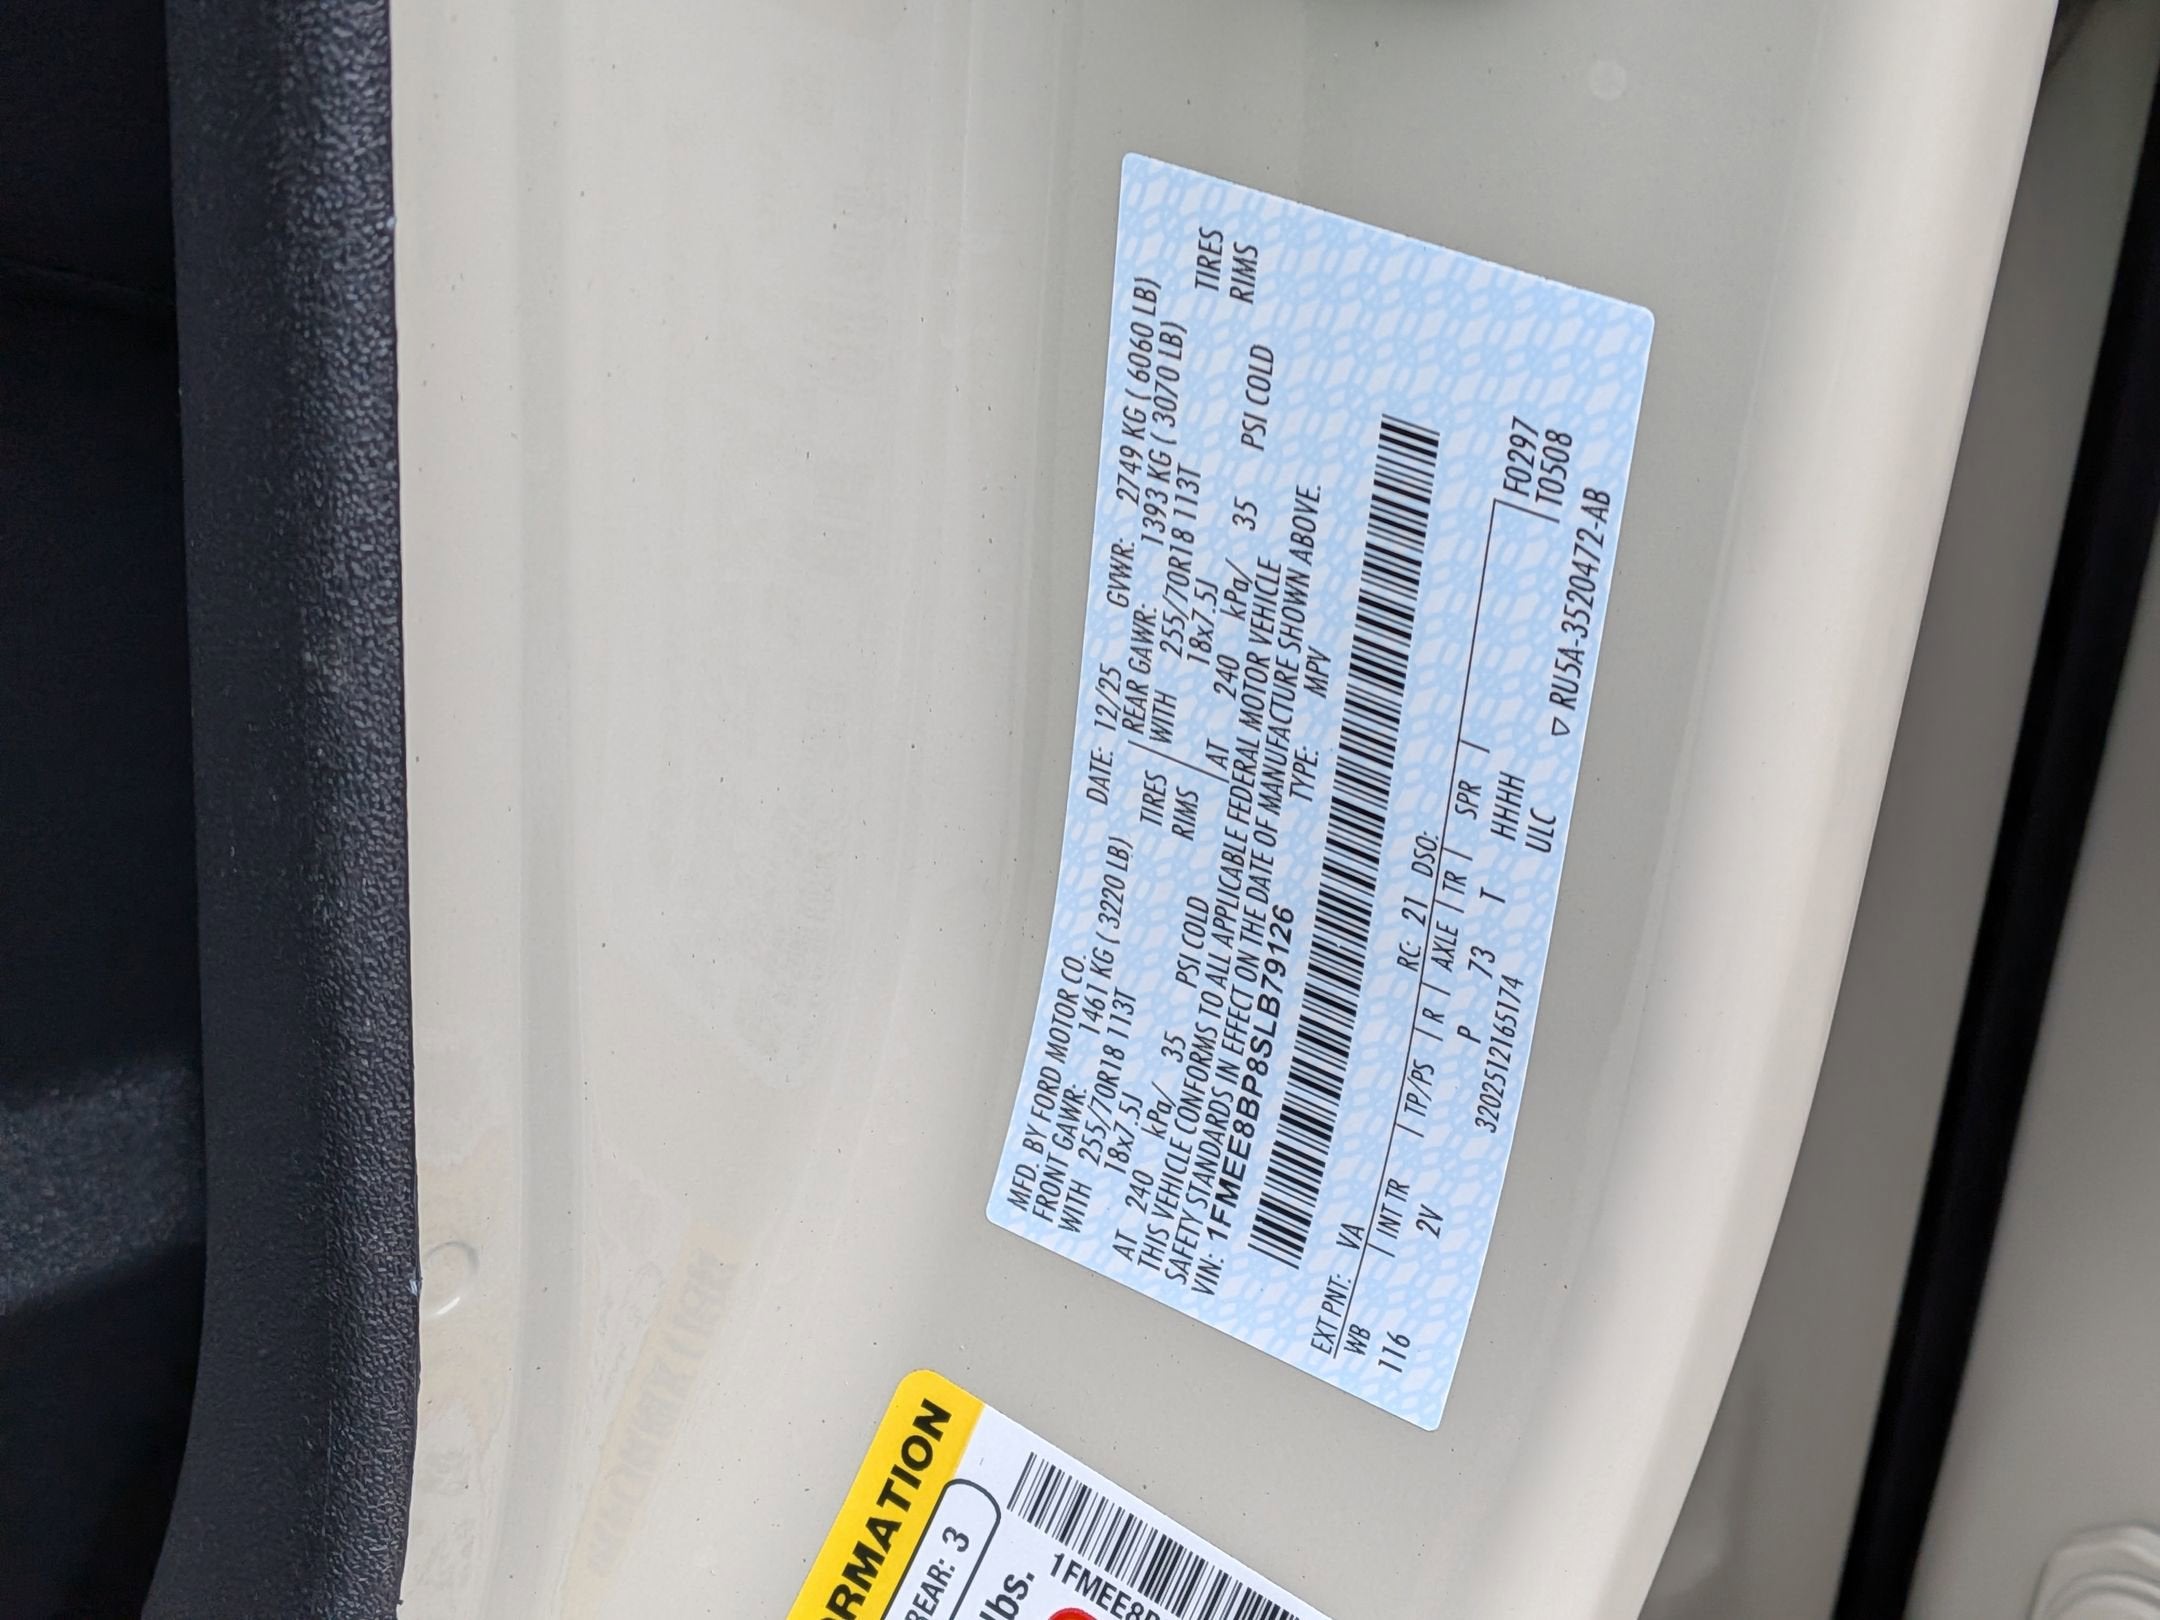 MFD. BY FORD MOTOR CO. DATE: 12/25 GVWR: 2749 KG ( 6060 LB)
FRONT GAWR: 1461 KG ( 3220 LB) REAR GAWR: 1393 KG ( 3070 LB)
WITH 255/70R18 113T TIRES WITH 255/70R18 113T TIRES
18x7.5J RIMS 18x7.5J RIMS
AT 240 kPa/ 35 PSI COLD AT 240 kPa/ 35 PSI COLD
THIS VEHICLE CONFORMS TO ALL APPLICABLE FEDERAL MOTOR VEHICLE
SAFETY STANDARDS IN EFFECT ON THE DATE OF MANUFACTURE SHOWN ABOVE.
VIN: 1FMEE8BP8SLB79126 TYPE: MPV
EXT PNT: VA RC: 21 DSO:
WB INT TR TP/PS R AXLE TR SPR F0297
116 2V P 73 T HHHH T0508
3202512165174 ULC
▽ RU5A-3520472-AB
RMATION
REAR: 3
lbs.
1FMEE8